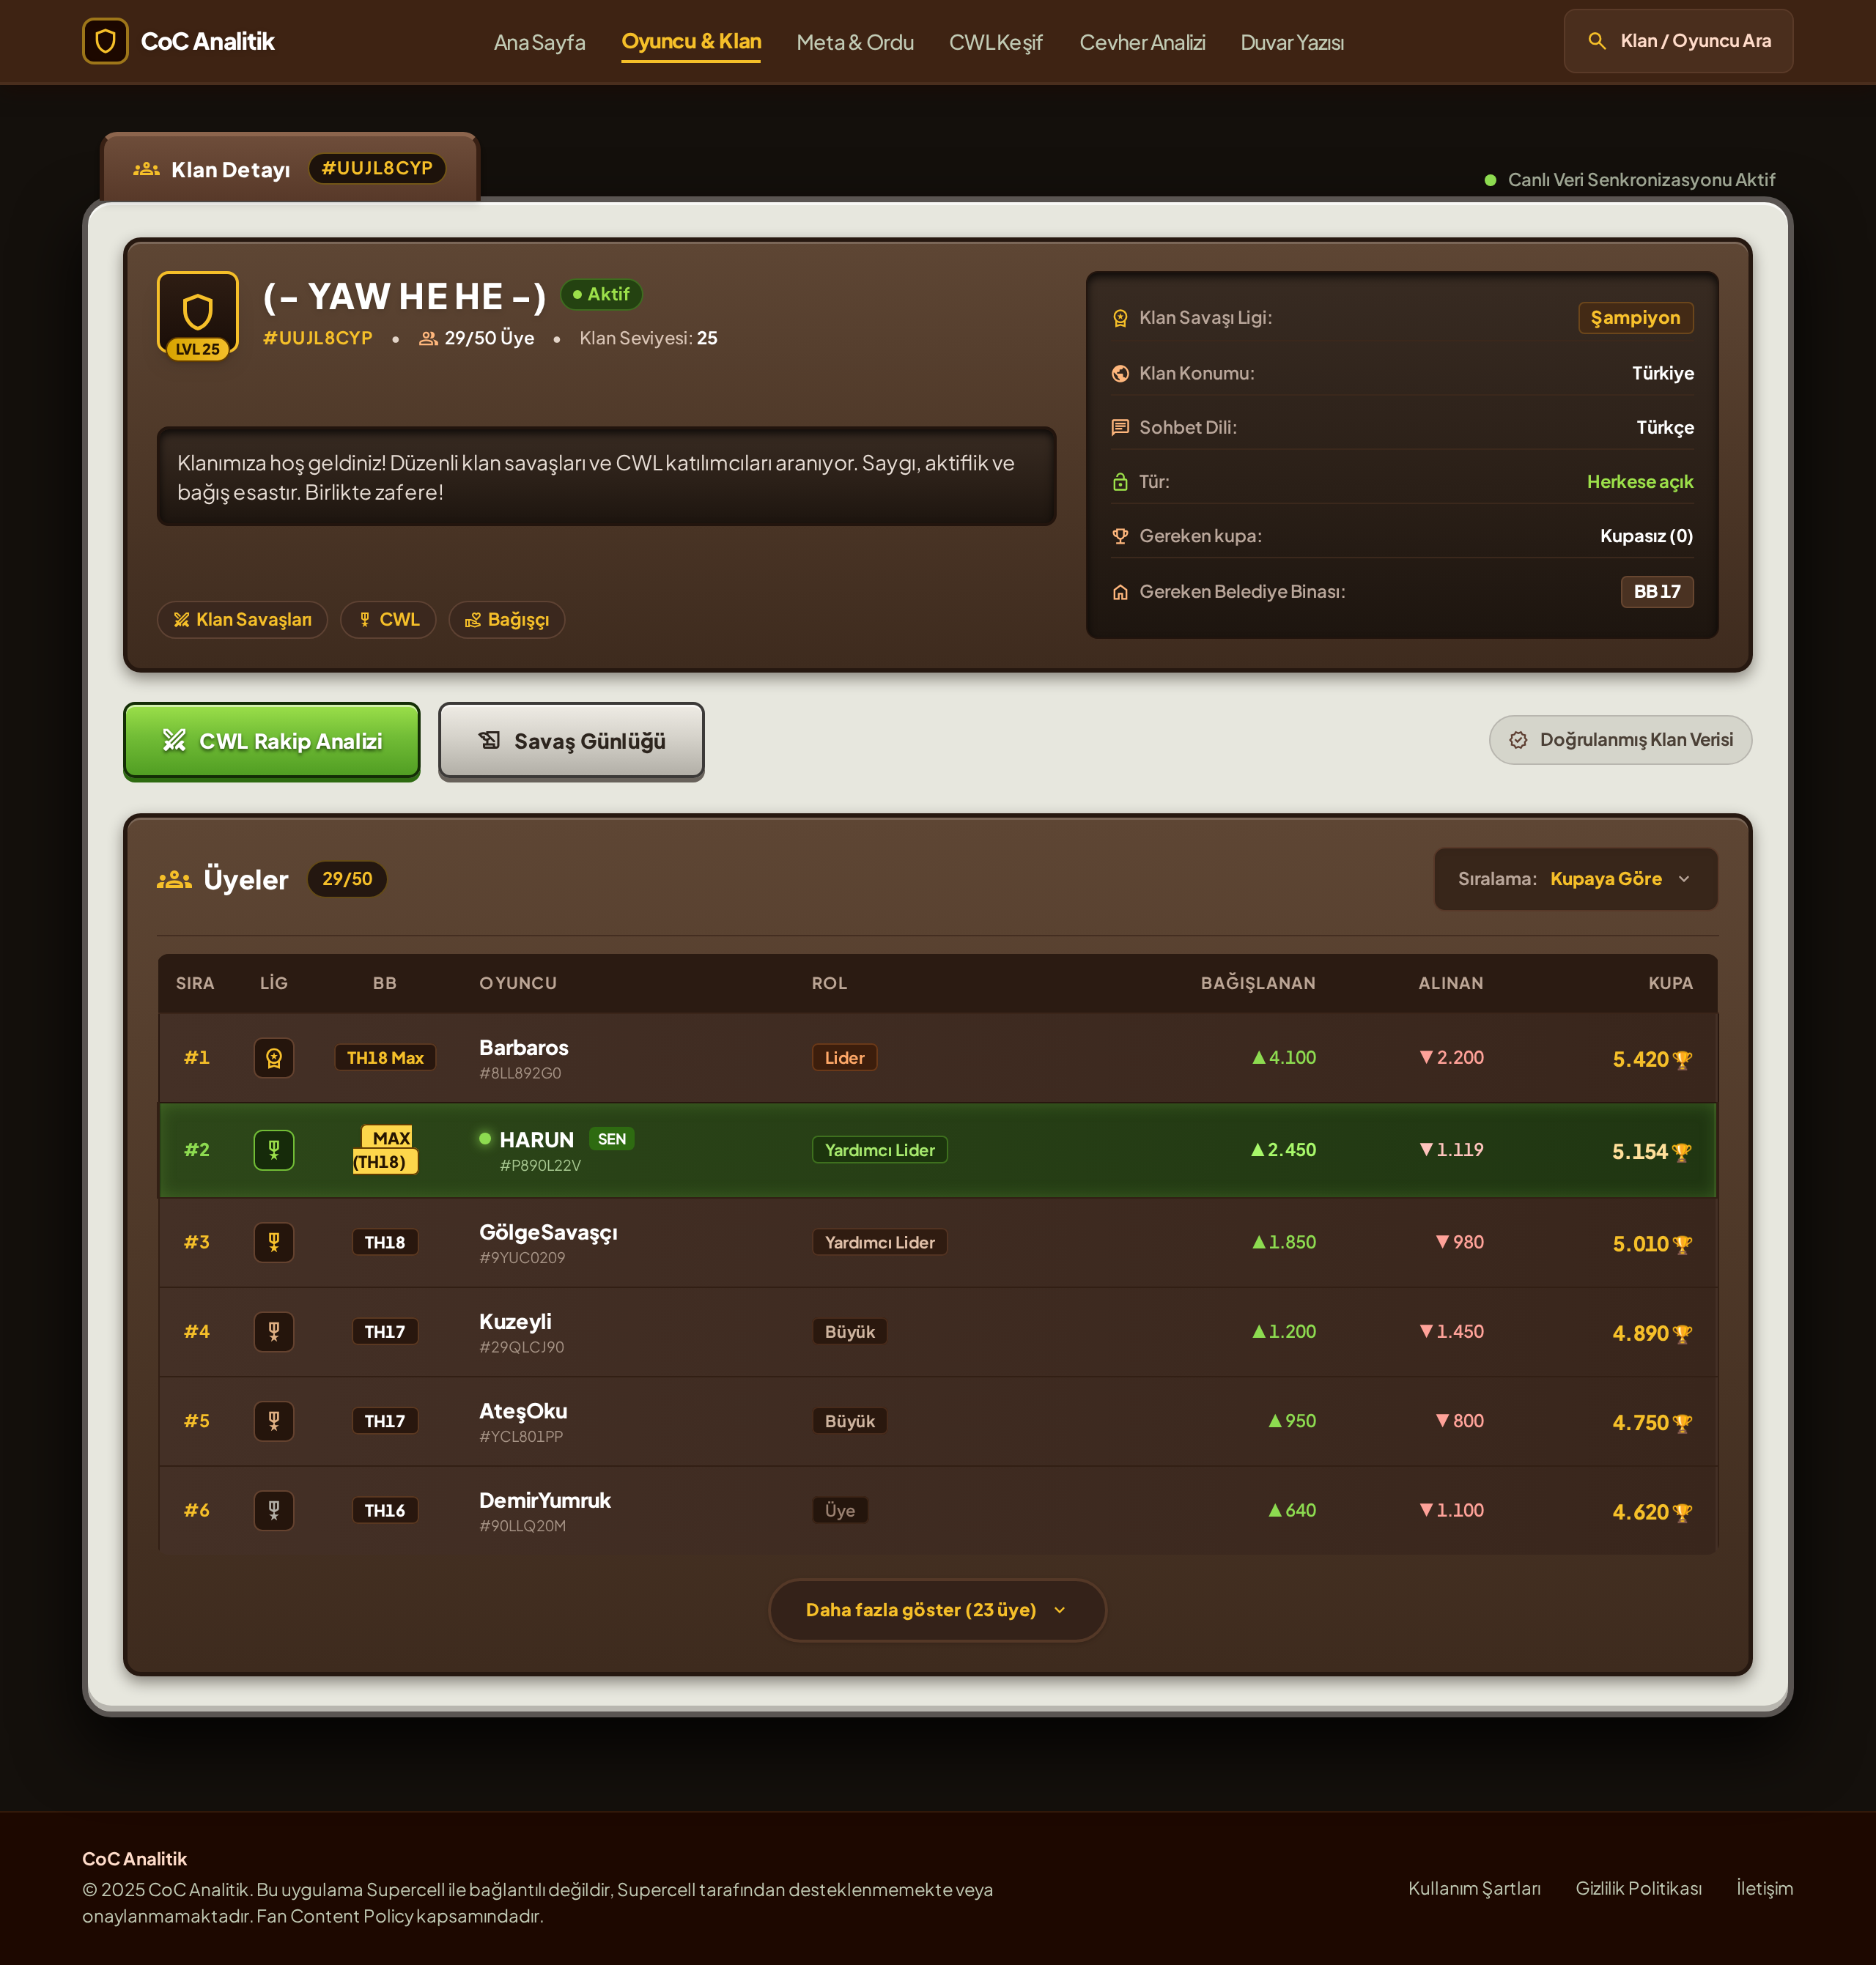 CoC Analitik
Ana Sayfa
Oyuncu & Klan
Meta & Ordu
CWL Keşif
Cevher Analizi
Duvar Yazısı
Klan / Oyuncu Ara
Klan Detayı
#UUJL8CYP
Canlı Veri Senkronizasyonu Aktif
(- YAW HE HE -)
Aktif
LVL 25
#UUJL8CYP • 29/50 Üye • Klan Seviyesi: 25
Klanımıza hoş geldiniz! Düzenli klan savaşları ve CWL katılımcıları aranıyor. Saygı, aktiflik ve
bağış esastır. Birlikte zafere!
Klan Savaşları
CWL
Bağışçı
Klan Savaşı Ligi: Şampiyon
Klan Konumu: Türkiye
Sohbet Dili: Türkçe
Tür: Herkese açık
Gereken kupa: Kupasız (0)
Gereken Belediye Binası: BB 17
CWL Rakip Analizi
Savaş Günlüğü
Doğrulanmış Klan Verisi
Üyeler
29/50
Sıralama: Kupaya Göre
SIRA LİG BB OYUNCU ROL BAĞIŞLANAN ALINAN KUPA
#1 TH18 Max Barbaros Lider ▲4.100 ▼2.200 5.420🏆
#8LL892G0
#2 MAX (TH18) HARUN SEN Yardımcı Lider ▲2.450 ▼1.119 5.154🏆
#P890L22V
#3 TH18 GölgeSavaşçı Yardımcı Lider ▲1.850 ▼980 5.010🏆
#9YUC0209
#4 TH17 Kuzeyli Büyük ▲1.200 ▼1.450 4.890🏆
#29QLCJ90
#5 TH17 AteşOku Büyük ▲950 ▼800 4.750🏆
#YCL801PP
#6 TH16 DemirYumruk Üye ▲640 ▼1.100 4.620🏆
#90LLQ20M
Daha fazla göster (23 üye)
CoC Analitik
© 2025 CoC Analitik. Bu uygulama Supercell ile bağlantılı değildir, Supercell tarafından desteklenmemekte veya
onaylanmamaktadır. Fan Content Policy kapsamındadır.
Kullanım Şartları
Gizlilik Politikası
İletişim